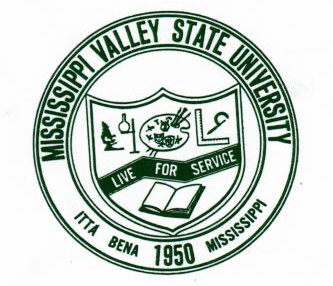 MISSISSIPPI VALLEY STATE UNIVERSITY
LIVE FOR SERVICE
ITTA BENA 1950 MISSISSIPPI